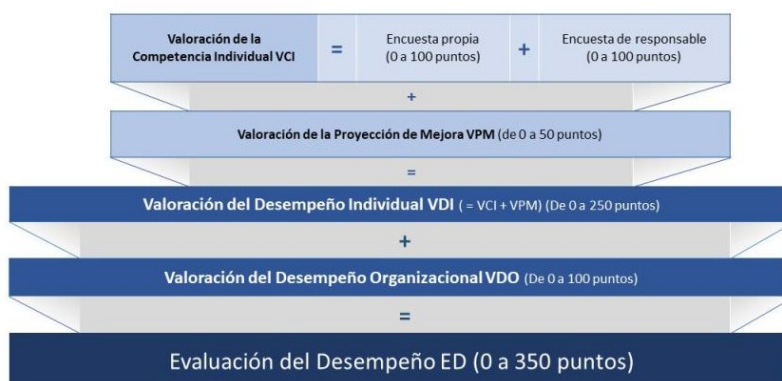 Valoración de la
Competencia Individual VCI
=
Encuesta propia
(0 a 100 puntos)
+
Encuesta de responsable
(0 a 100 puntos)
+
Valoración de la Proyección de Mejora VPM (de 0 a 50 puntos)
=
Valoración del Desempeño Individual VDI ( = VCI + VPM) (De 0 a 250 puntos)
+
Valoración del Desempeño Organizacional VDO (De 0 a 100 puntos)
=
Evaluación del Desempeño ED (0 a 350 puntos)